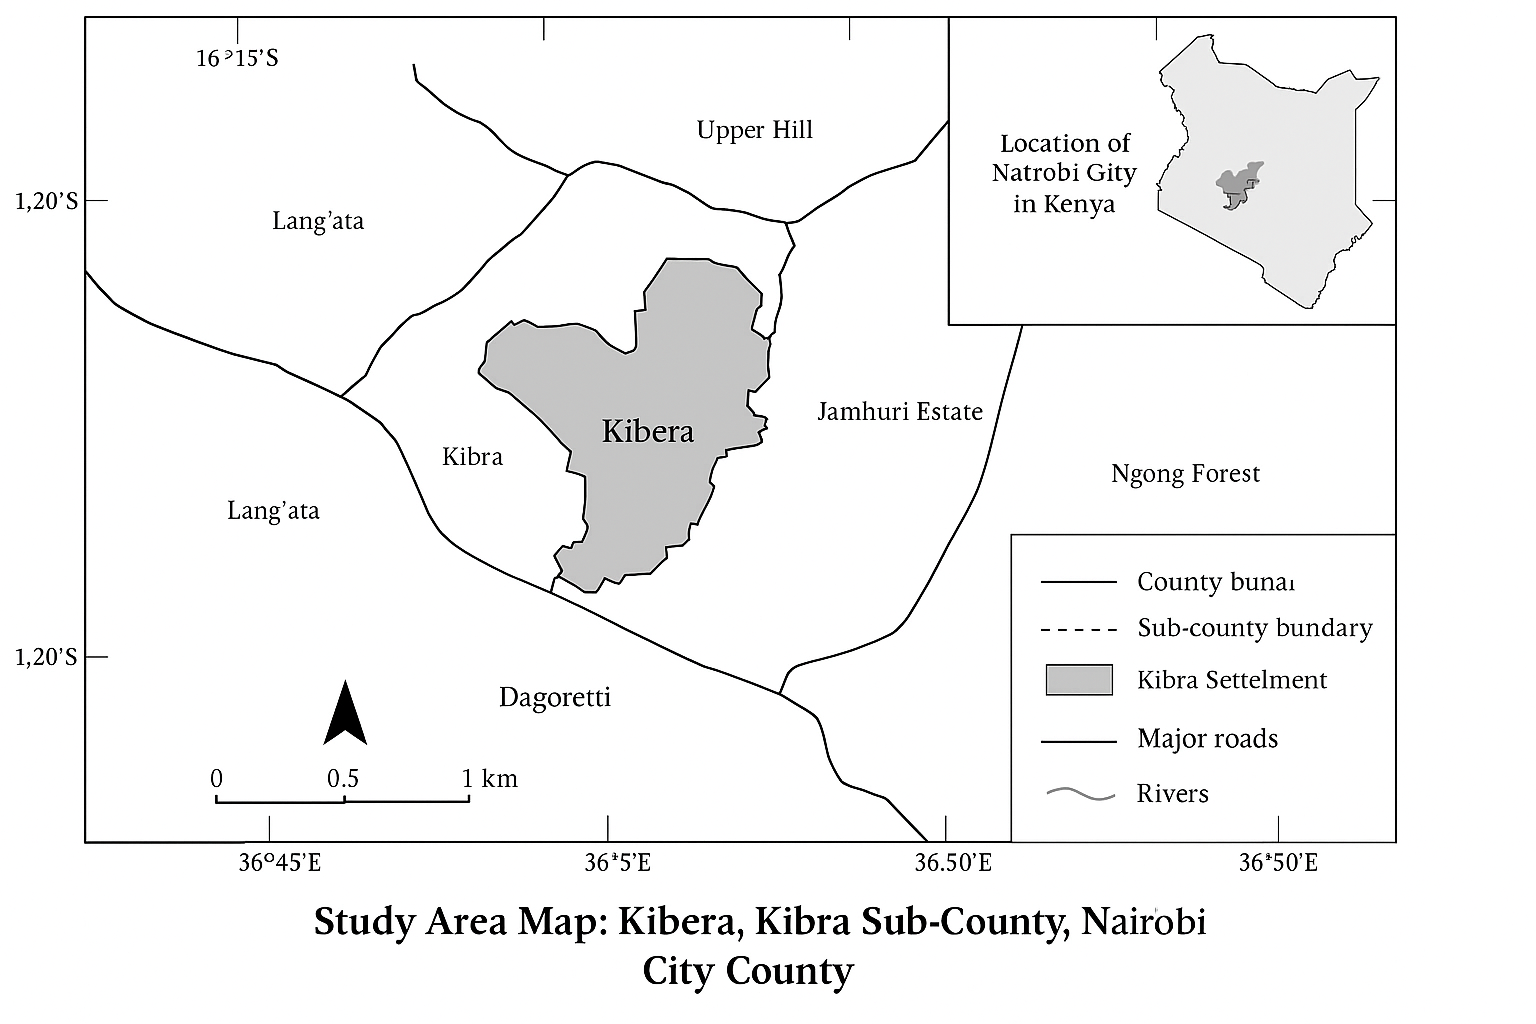 16°15’S
Upper Hill
Location of
Natrobi Gity
in Kenya
1,20’S
Lang’ata
Jamhuri Estate
Kibera
Kibra
Ngong Forest
Lang’ata
County bunaı
Sub-county bundary
1,20’S
Kibra Settelment
Dagoretti
Major roads
0 0.5 1 km
Rivers
36°45’E 36*5’E 36.50’E 36*50’E
Study Area Map: Kibera, Kibra Sub-County, Nairobi
City County